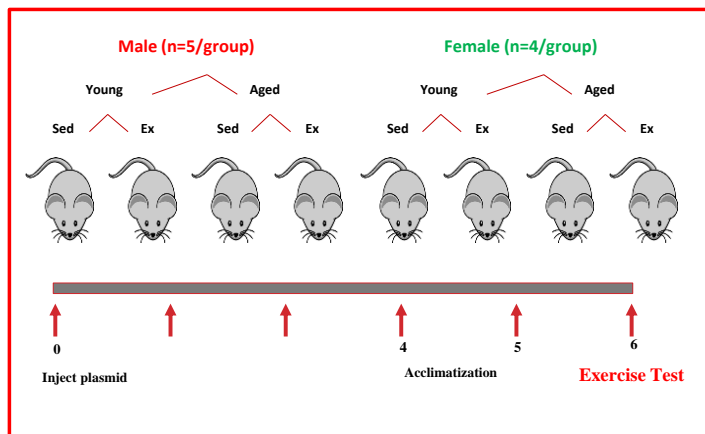 Male (n=5/group) Female (n=4/group)
Young Aged Young Aged
Sed Ex Sed Ex Sed Ex Sed Ex
0 4 5 6
Inject plasmid Acclimatization Exercise Test